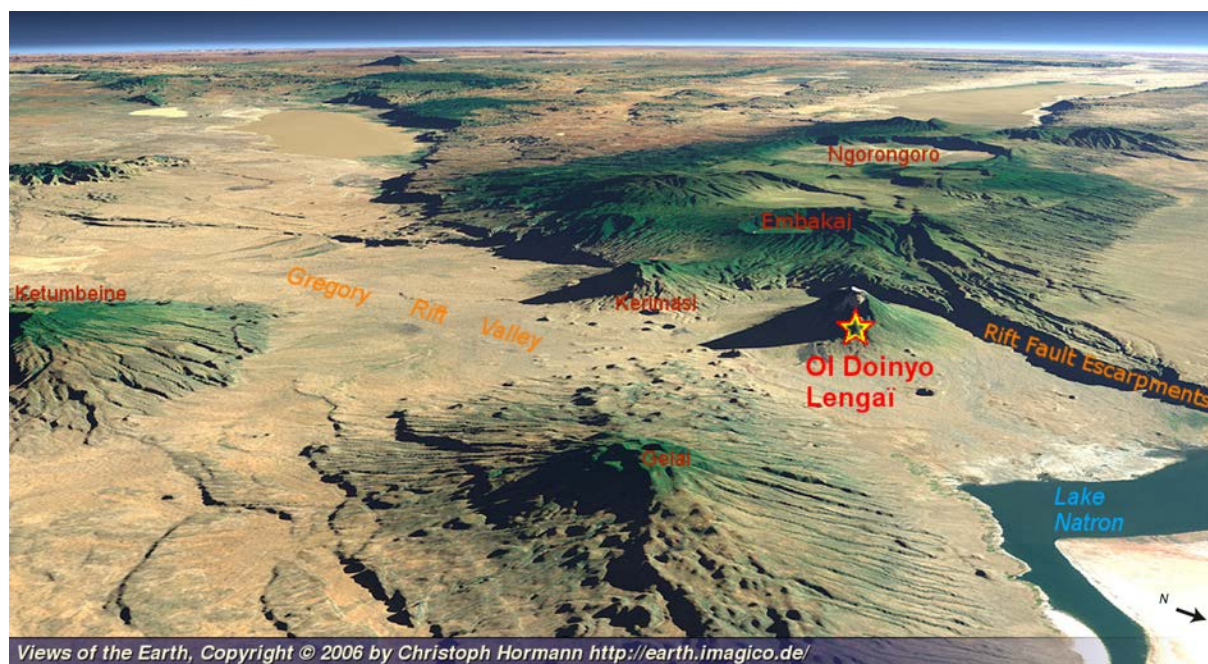 Ngorongoro
Embakai
Ketumbeine
Gregory Rift Valley
Kerimasi
Rift Fault Escarpments
Ol Doinyo
Lengaï
Gelai
Lake
Natron
N
Views of the Earth, Copyright © 2006 by Christoph Hormann http://earth.imagico.de/